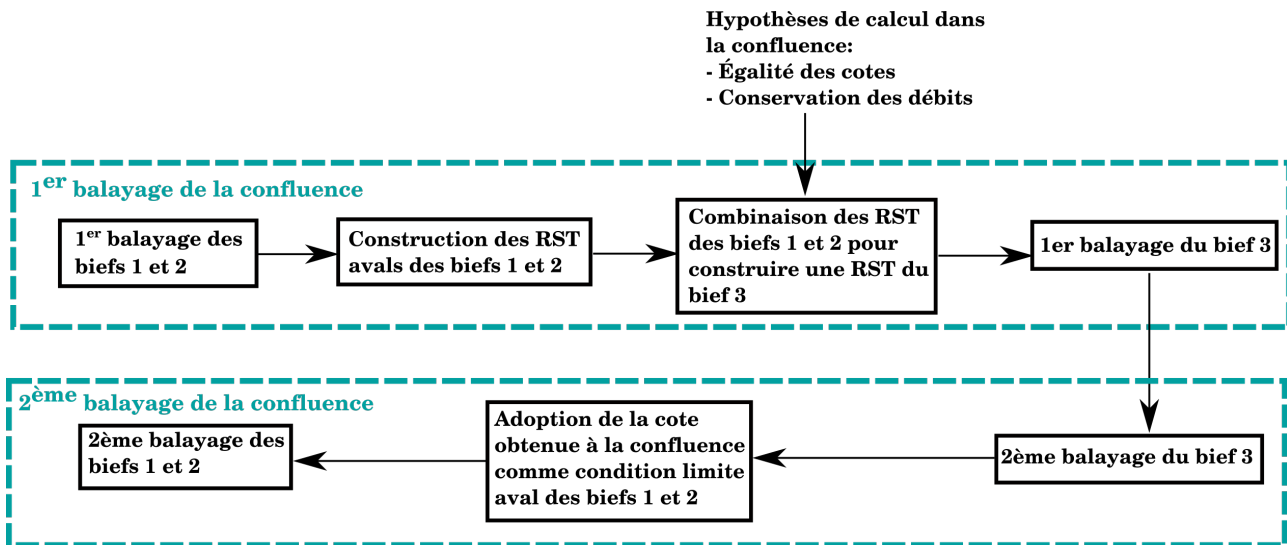 Hypothèses de calcul dans
la confluence:
- Égalité des cotes
- Conservation des débits
1er balayage de la confluence
1er balayage des
biefs 1 et 2
Construction des RST
avals des biefs 1 et 2
Combinaison des RST
des biefs 1 et 2 pour
construire une RST du
bief 3
1er balayage du bief 3
2ème balayage de la confluence
2ème balayage des
biefs 1 et 2
Adoption de la cote
obtenue à la confluence
comme condition limite
aval des biefs 1 et 2
2ème balayage du bief 3